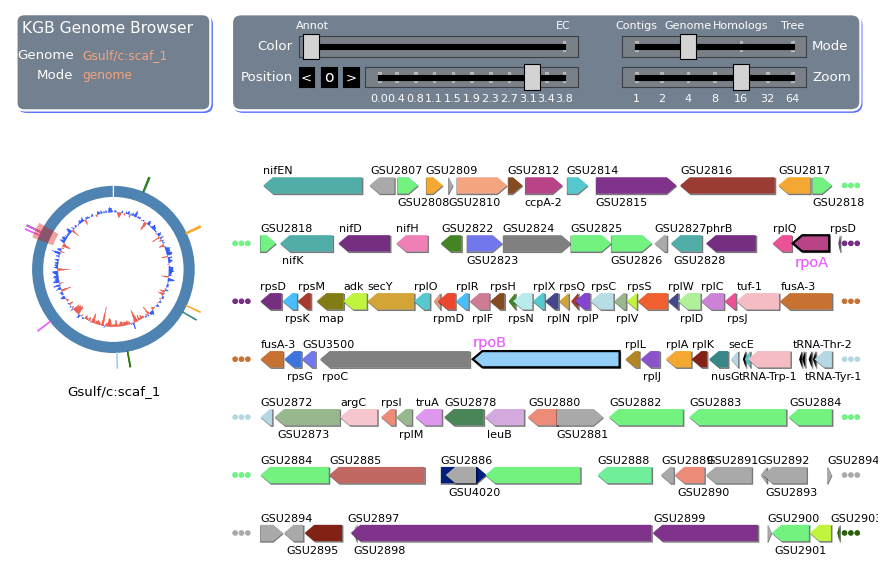 KGB Genome Browser
Genome Gsulf/c:scaf_1
Mode genome
Annot EC
Color
Position < o >
0.0 0.4 0.8 1.1 1.5 1.9 2.3 2.7 3.1 3.4 3.8
Contigs Genome Homologs Tree
Mode
Zoom
1 2 4 8 16 32 64
Gsulf/c:scaf_1
nifEN GSU2807 GSU2809 GSU2812 GSU2814 GSU2816 GSU2817
GSU2808 GSU2810 ccpA-2 GSU2815 GSU2818
GSU2818 nifD nifH GSU2822 GSU2824 GSU2825 GSU2827 phrB rplQ rpsD
nifK GSU2823 GSU2826 GSU2828 rpoA
rpsD rpsM adk secY rplO rplR rpsH rplX rpsQ rpsC rpsS rplW rplC tuf-1 fusA-3
rpsK map rpmD rplF rpsN rplN rplP rplV rplD rpsJ
fusA-3 GSU3500 rpoB rplL rplA rplK secE tRNA-Thr-2
rpsG rpoC rplJ nusG tRNA-Trp-1 tRNA-Tyr-1
GSU2872 argC rpsI truA GSU2878 GSU2880 GSU2882 GSU2883 GSU2884
GSU2873 rplM leuB GSU2881
GSU2884 GSU2885 GSU2886 GSU2888 GSU2889 GSU2891 GSU2892 GSU2894
GSU4020 GSU2890 GSU2893
GSU2894 GSU2897 GSU2899 GSU2900
GSU2895 GSU2898 GSU2901